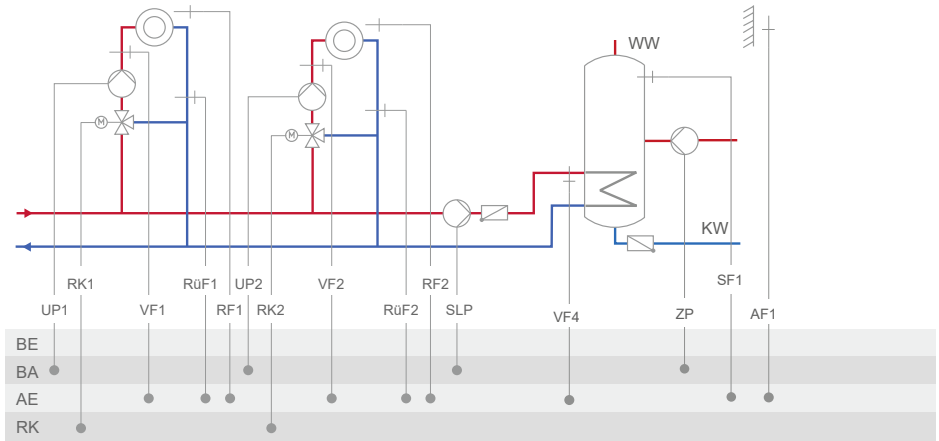 WW
M
M
KW
RK1 RüF1 UP2 VF2 RF2 SF1
UP1 VF1 RF1 RK2 RüF2 SLP VF4 ZP AF1
BE
BA
AE
RK